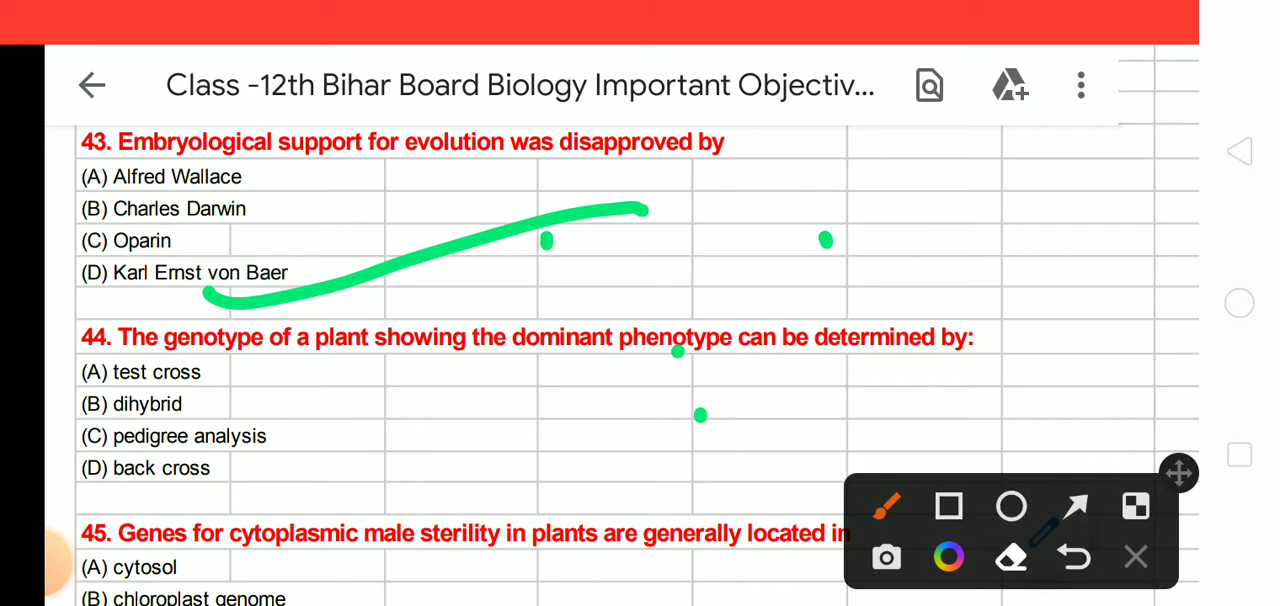 Class -12th Bihar Board Biology Important Objectiv...
43. Embryological support for evolution was disapproved by
(A) Alfred Wallace
(B) Charles Darwin
(C) Oparin
(D) Karl Ernst von Baer
44. The genotype of a plant showing the dominant phenotype can be determined by:
(A) test cross
(B) dihybrid
(C) pedigree analysis
(D) back cross
45. Genes for cytoplasmic male sterility in plants are generally located in
(A) cytosol
(B) chloroplast genome